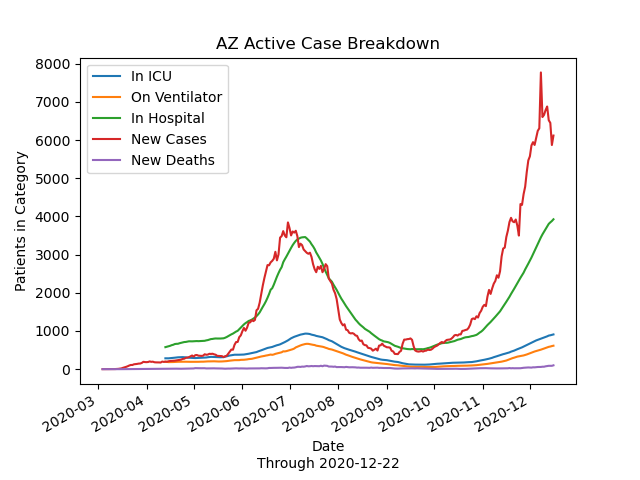 AZ Active Case Breakdown
In ICU
On Ventilator
In Hospital
New Cases
New Deaths
8000
7000
6000
5000
4000
3000
2000
1000
0
Patients in Category
2020-03
2020-04
2020-05
2020-06
2020-07
2020-08
2020-09
2020-10
2020-11
2020-12
Date
Through 2020-12-22